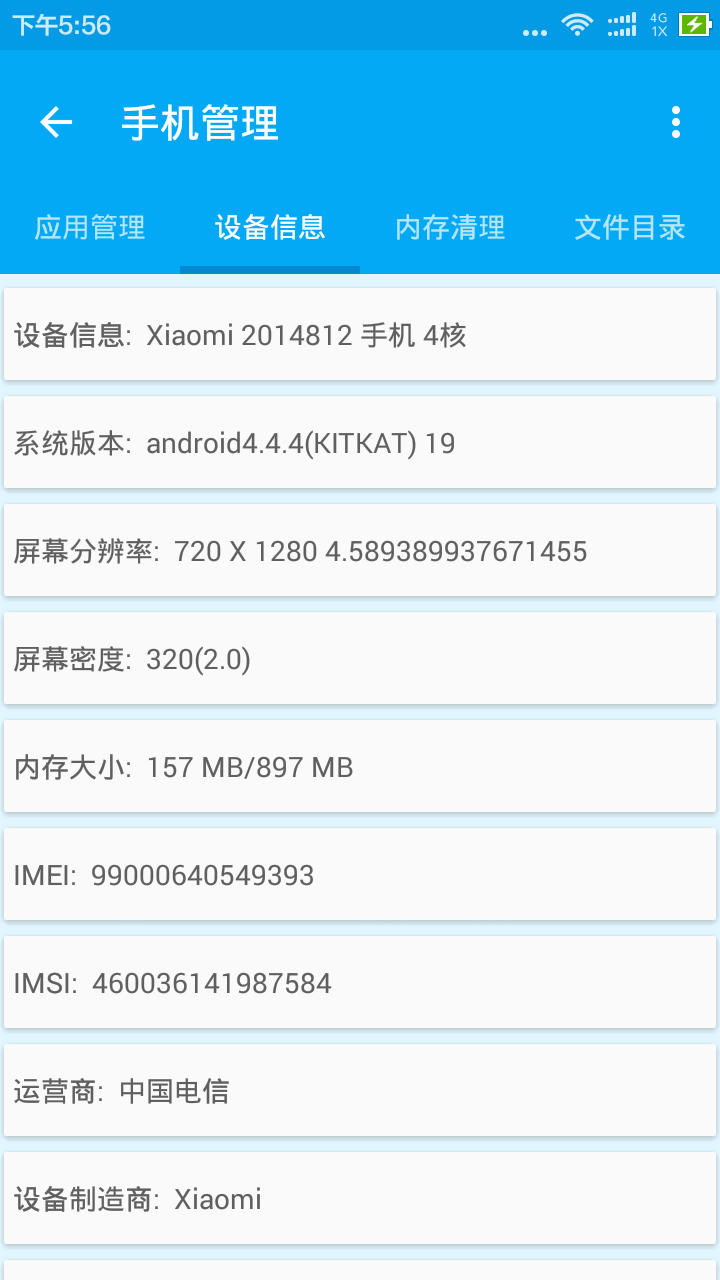 下午5:56
4G
1X
手机管理
应用管理 设备信息 内存清理 文件目录
设备信息: Xiaomi 2014812 手机 4核
系统版本: android4.4.4(KITKAT) 19
屏幕分辨率: 720 X 1280 4.589389937671455
屏幕密度: 320(2.0)
内存大小: 157 MB/897 MB
IMEI: 99000640549393
IMSI: 460036141987584
运营商: 中国电信
设备制造商: Xiaomi